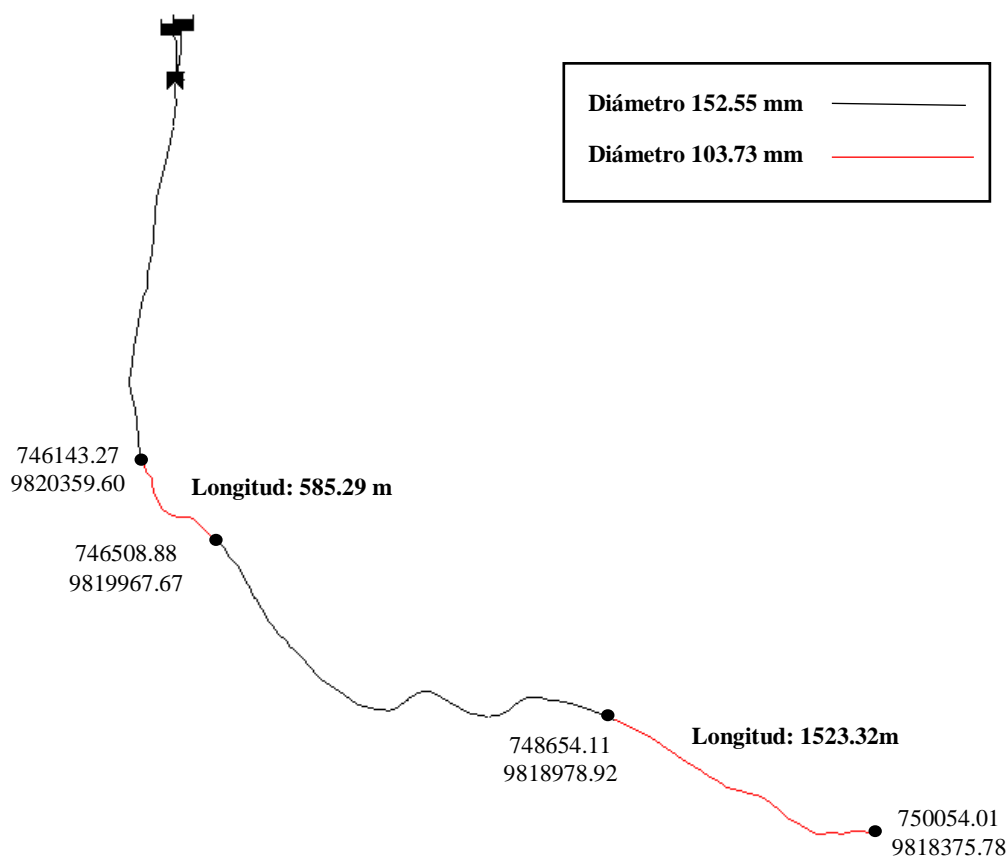 Diámetro 152.55 mm
Diámetro 103.73 mm
746143.27
9820359.60
Longitud: 585.29 m
746508.88
9819967.67
748654.11
9818978.92
Longitud: 1523.32m
750054.01
9818375.78